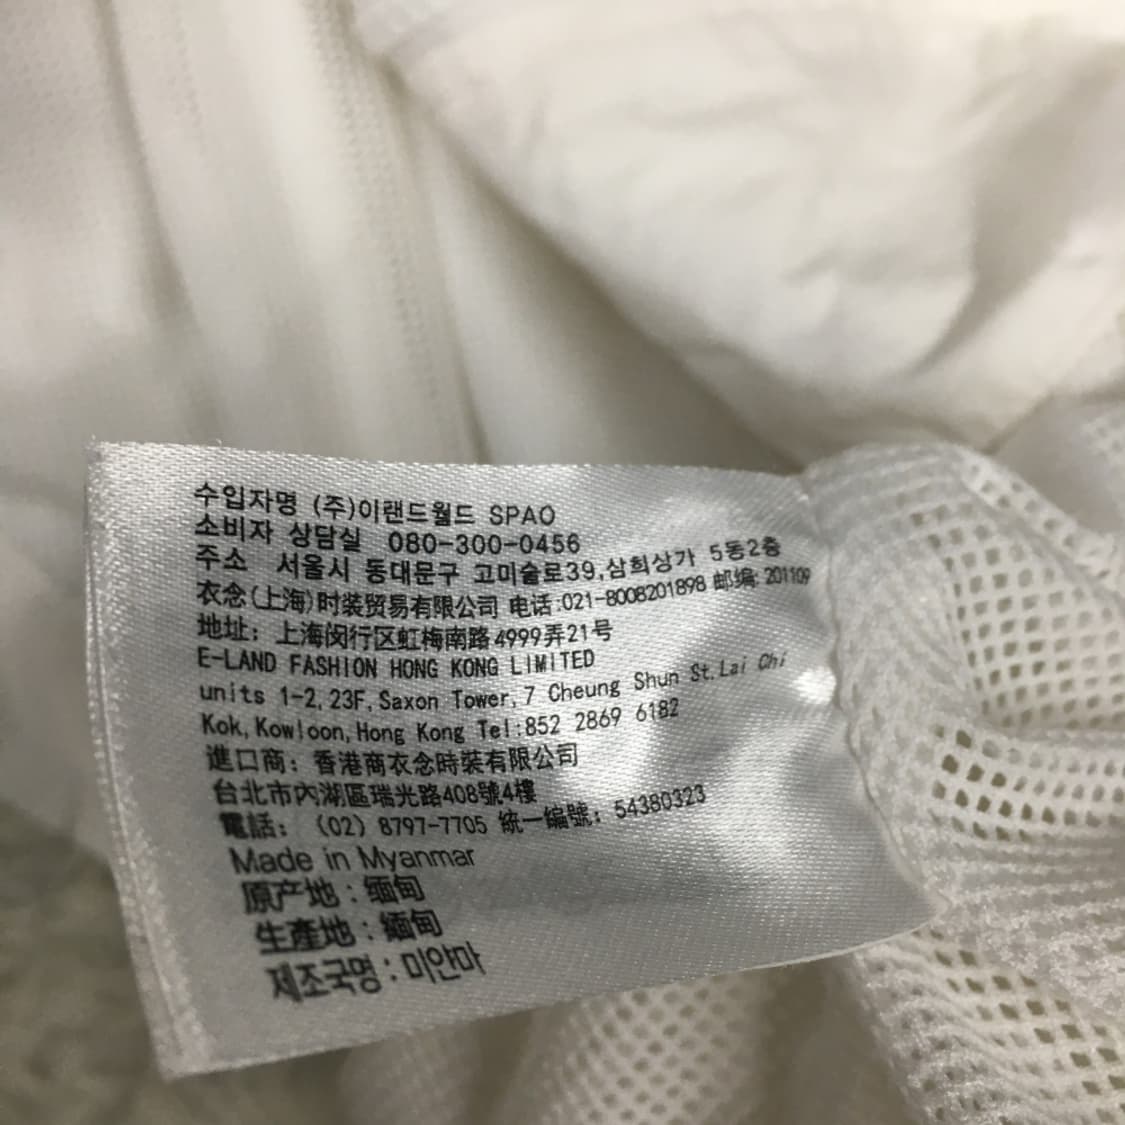 수입자명 (주)이랜드월드 SPAO
소비자 상담실 080-300-0456
주소 서울시 동대문구 고미술로39,삼희상가 5동2층
衣念(上海)时装贸易有限公司 电话:021-8008201898 邮编: 201109
地址: 上海闵行区虹梅南路4999弄21号
E-LAND FASHION HONG KONG LIMITED
units 1-2,23F,Saxon Tower,7 Cheung Shun St.Lai Chi
Kok,Kowloon,Hong Kong Tel:852 2869 6182
進口商: 香港商衣念時裝有限公司
台北市內湖區瑞光路408號4樓
電話: (02) 8797-7705 統一編號: 54380323
Made in Myanmar
原产地 : 缅甸
生產地 : 緬甸
제조국명 : 미얀마